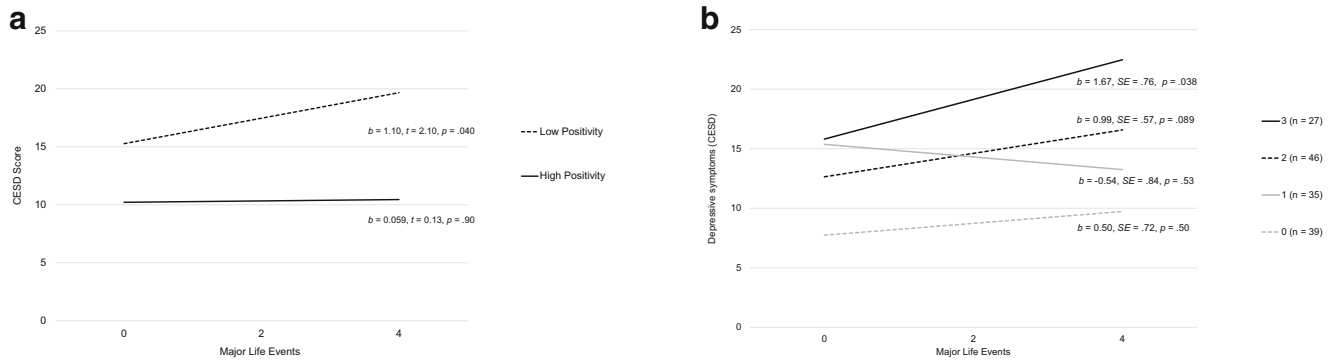 a
25
20
15
10
5
0
CESD Score
b = 1.10, t = 2.10, p = .040
b = 0.059, t = 0.13, p = .90
0 2 4
Major Life Events
Low Positivity
High Positivity
b
25
20
15
10
5
0
Depressive symptoms (CESD)
b = 1.67, SE = .76, p = .038
b = 0.99, SE = .57, p = .089
b = -0.54, SE = .84, p = .53
b = 0.50, SE = .72, p = .50
0 2 4
Major Life Events
3 (n = 27)
2 (n = 46)
1 (n = 35)
0 (n = 39)